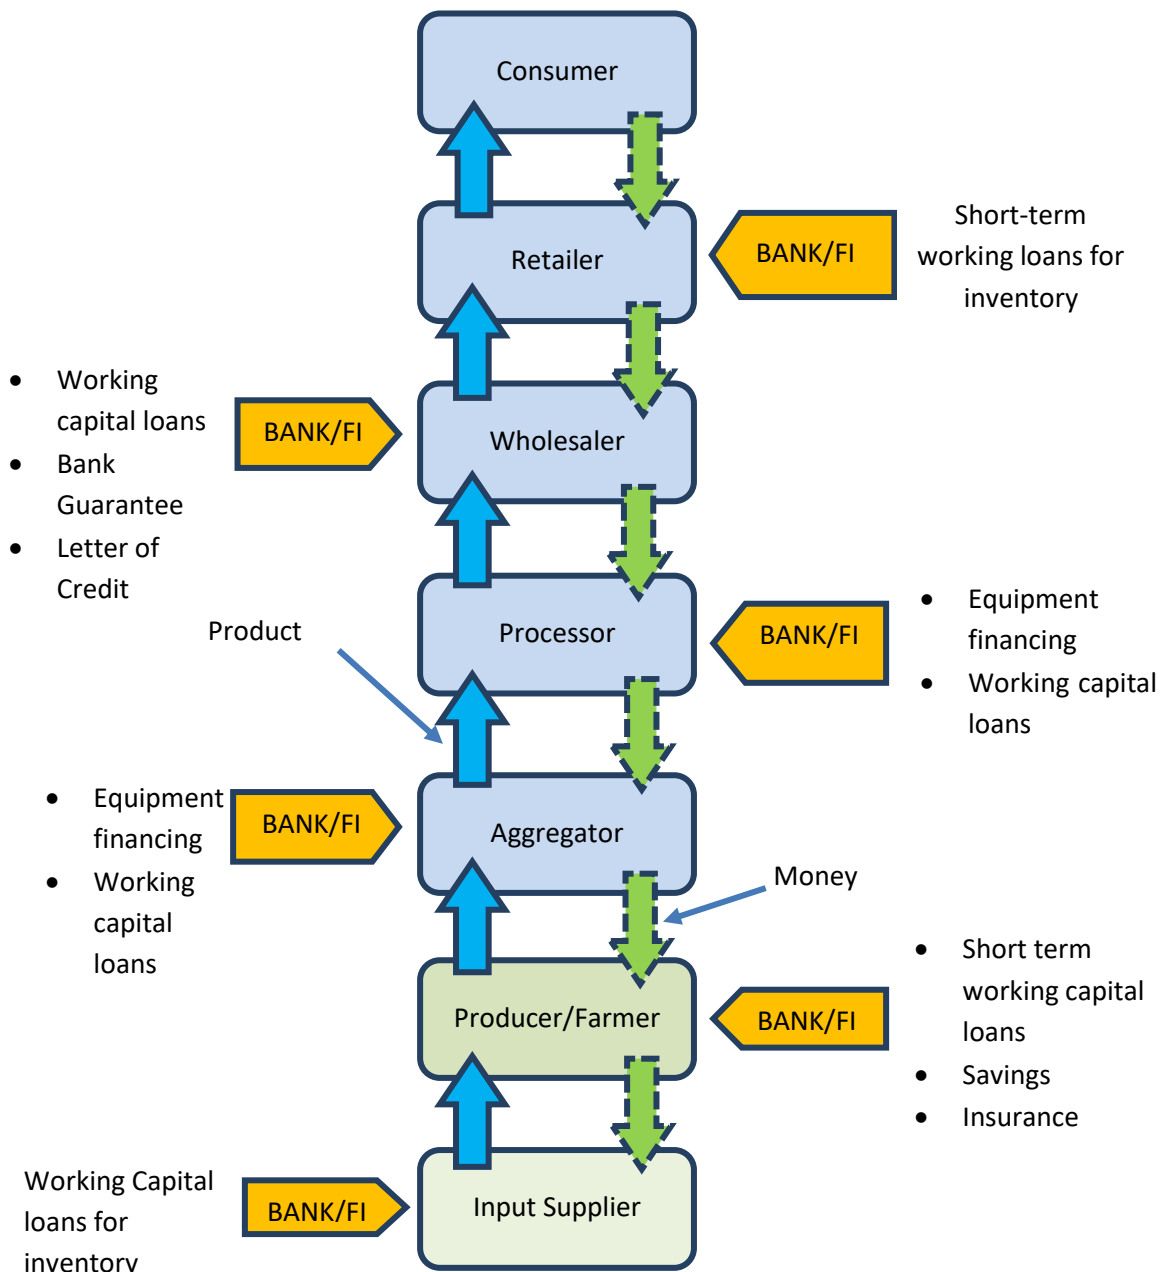 Consumer
Retailer
BANK/FI
Short-term
working loans for
inventory
• Working
capital loans
• Bank
Guarantee
• Letter of
Credit
BANK/FI
Wholesaler
Product
Processor
BANK/FI
• Equipment
financing
• Working capital
loans
• Equipment
financing
• Working
capital
loans
BANK/FI
Aggregator
Money
Producer/Farmer
BANK/FI
• Short term
working capital
loans
• Savings
• Insurance
Working Capital
loans for
inventory
BANK/FI
Input Supplier